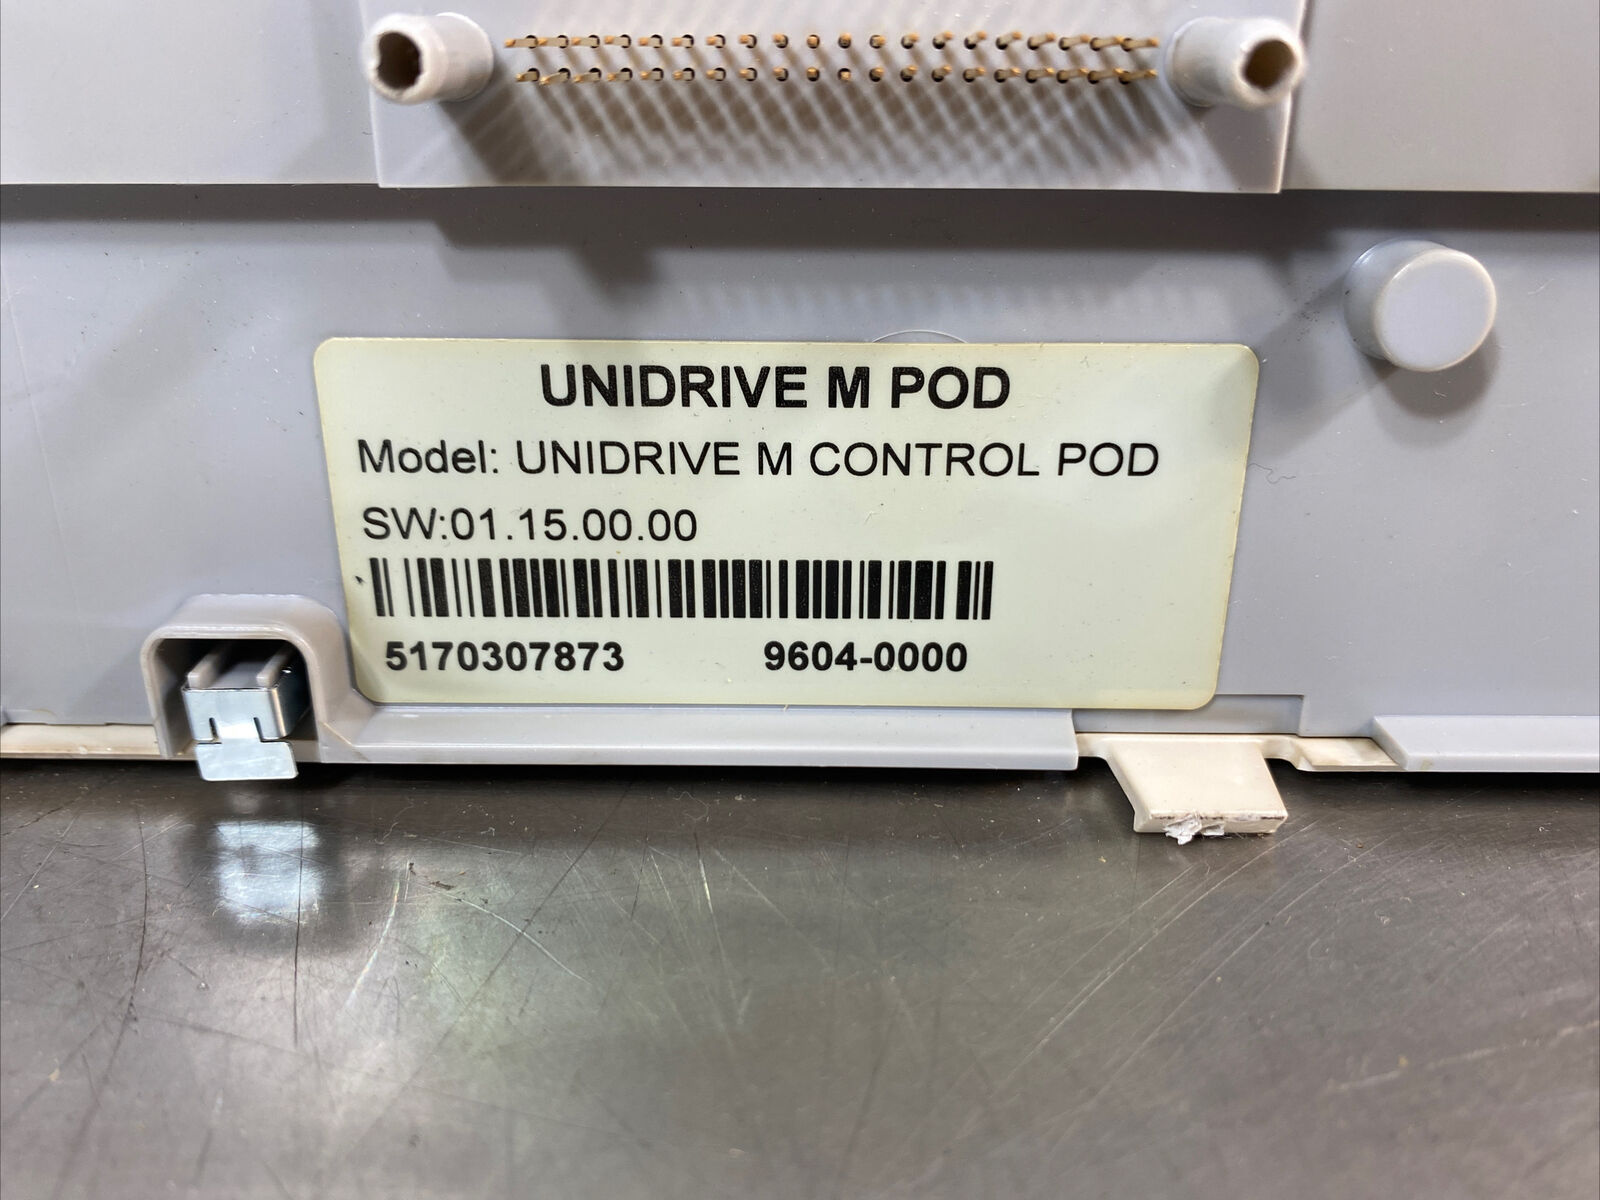 UNIDRIVE M POD
Model: UNIDRIVE M CONTROL POD
SW:01.15.00.00
5170307873 9604-0000